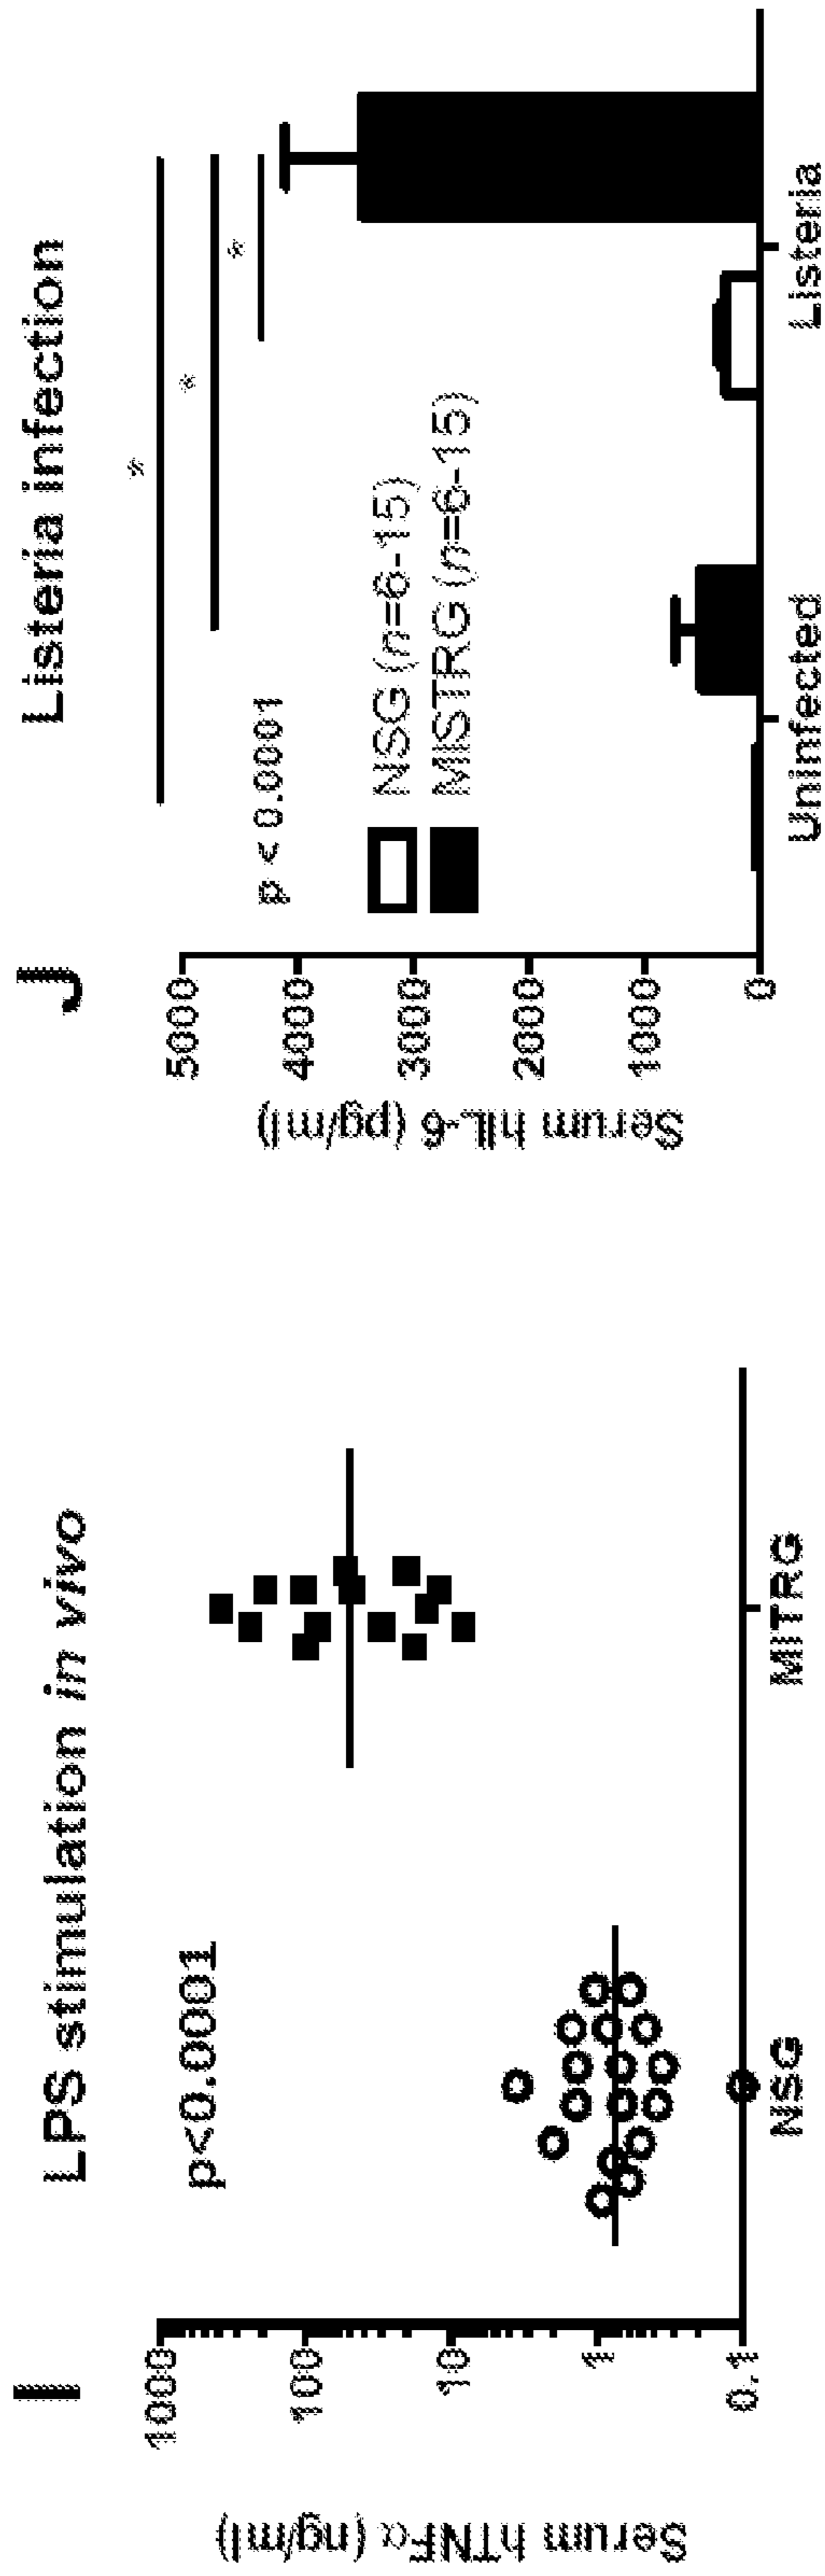 I
LPS stimulation in vivo
p<0.0001
Serum hTNFα (ng/ml)
1000
100
10
1
0.1
NSG
MITRG
J
Listeria infection
*
*
*
p < 0.0001
NSG (n=6-15)
MISTRG (n=6-15)
Serum hIL-6 (pg/ml)
5000
4000
3000
2000
1000
0
Uninfected
Listeria